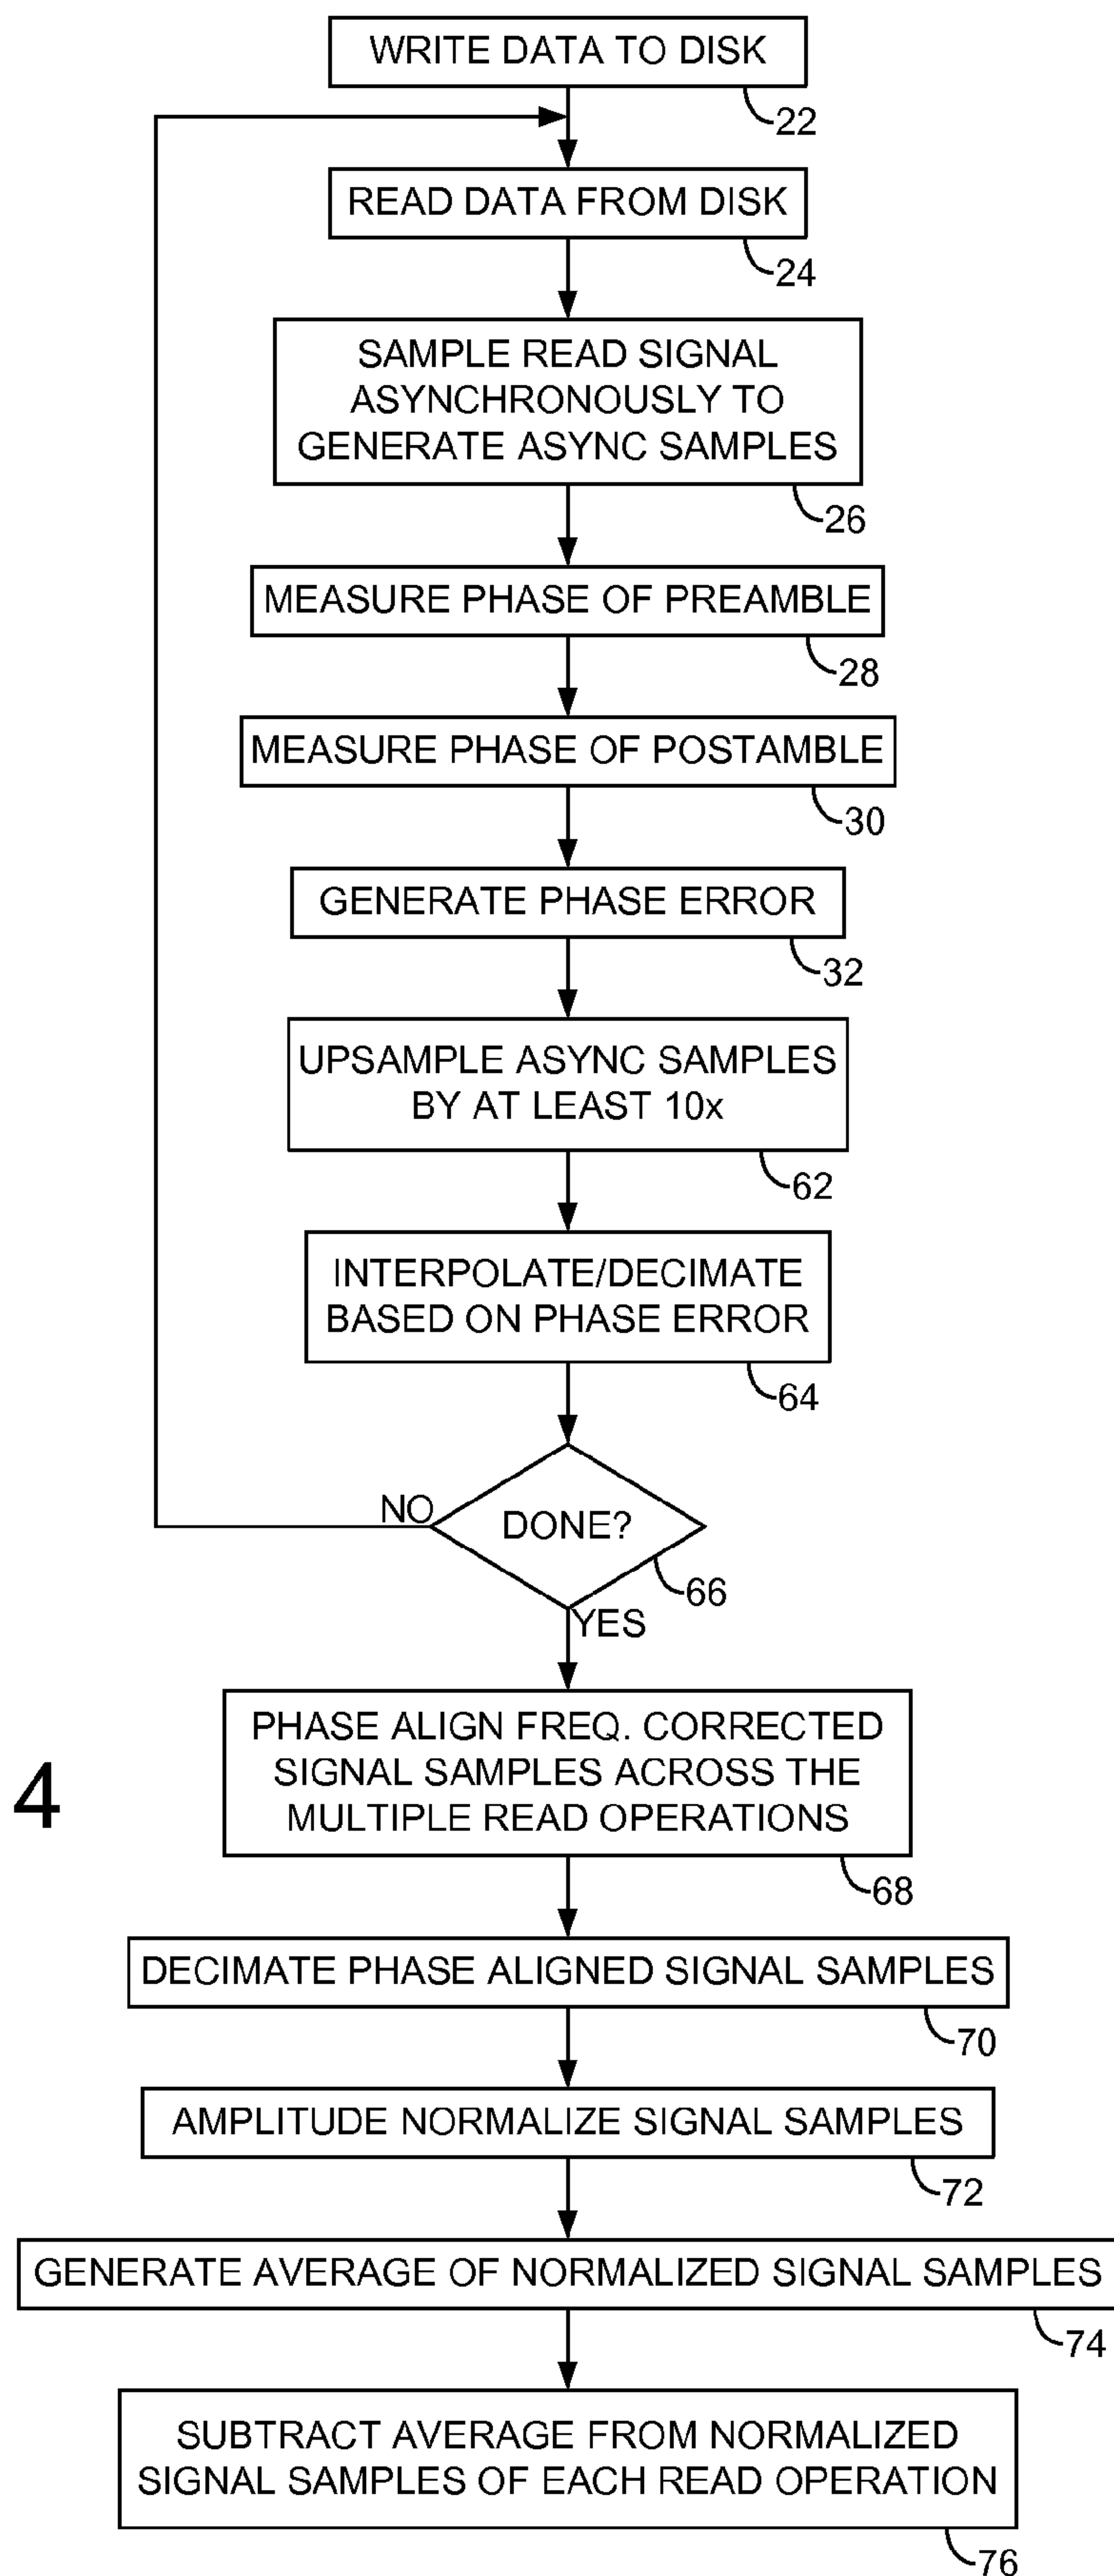 WRITE DATA TO DISK
22
READ DATA FROM DISK
24
SAMPLE READ SIGNAL
ASYNCHRONOUSLY TO
GENERATE ASYNC SAMPLES
26
MEASURE PHASE OF PREAMBLE
28
MEASURE PHASE OF POSTAMBLE
30
GENERATE PHASE ERROR
32
UPSAMPLE ASYNC SAMPLES
BY AT LEAST 10x
62
INTERPOLATE/DECIMATE
BASED ON PHASE ERROR
64
NO
DONE?
66
YES
PHASE ALIGN FREQ. CORRECTED
SIGNAL SAMPLES ACROSS THE
MULTIPLE READ OPERATIONS
4
68
DECIMATE PHASE ALIGNED SIGNAL SAMPLES
70
AMPLITUDE NORMALIZE SIGNAL SAMPLES
72
GENERATE AVERAGE OF NORMALIZED SIGNAL SAMPLES
74
SUBTRACT AVERAGE FROM NORMALIZED
SIGNAL SAMPLES OF EACH READ OPERATION
76